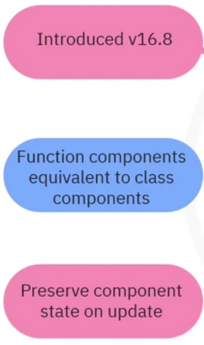 Introduced v16.8
Function components
equivalent to class
components
Preserve component
state on update